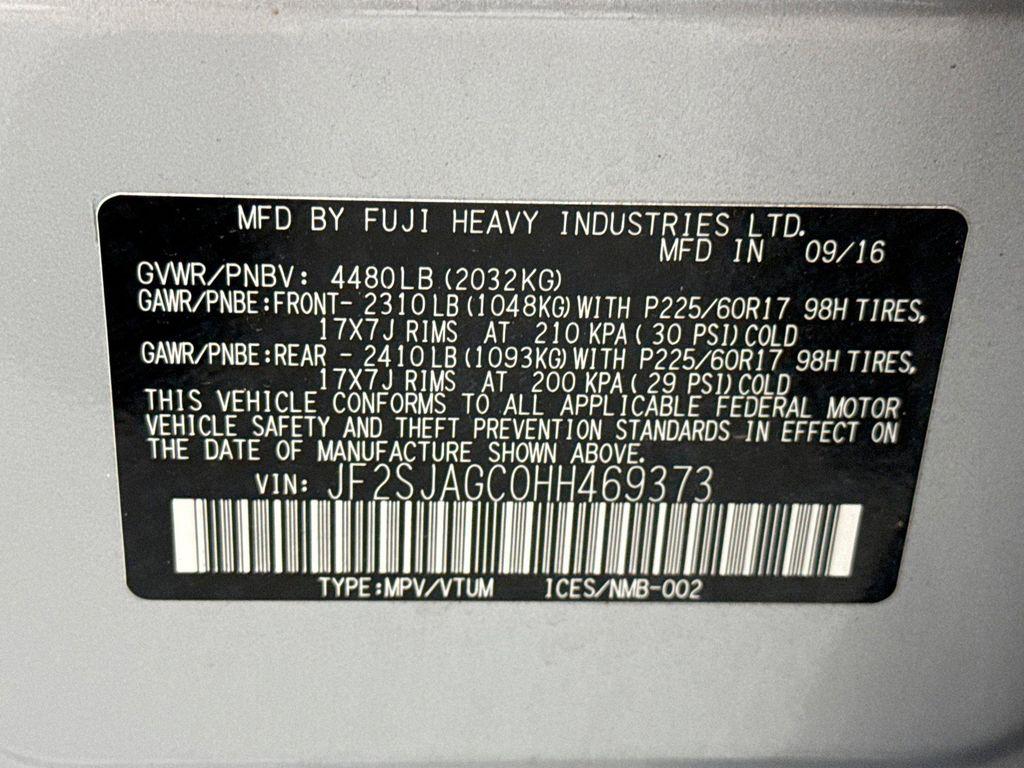 MFD BY FUJI HEAVY INDUSTRIES LTD.
MFD IN 09/16
GVWR/PNBV: 4480LB (2032KG)
GAWR/PNBE:FRONT- 2310LB (1048KG) WITH P225/60R17 98H TIRES,
17X7J RIMS AT 210 KPA ( 30 PSI) COLD
GAWR/PNBE:REAR - 2410LB (1093KG) WITH P225/60R17 98H TIRES,
17X7J RIMS AT 200 KPA ( 29 PSI) COLD
THIS VEHICLE CONFORMS TO ALL APPLICABLE FEDERAL MOTOR
VEHICLE SAFETY AND THEFT PREVENTION STANDARDS IN EFFECT ON
THE DATE OF MANUFACTURE SHOWN ABOVE.
VIN: JF2SJAGC0HH469373
TYPE:MPV/VTUM ICES/NMB-002